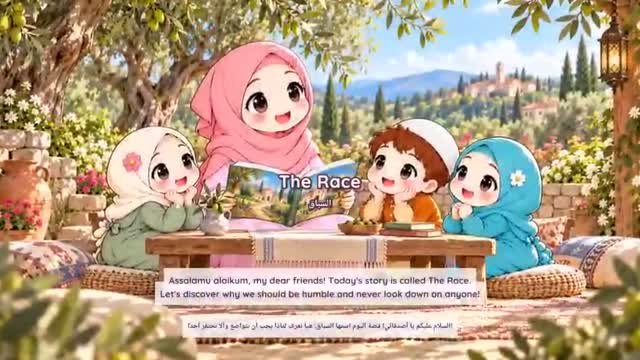 The Race
السباق
Assalamu alaikum, my dear friends! Today's story is called The Race.
Let's discover why we should be humble and never look down on anyone!
السلام عليكم يا أصدقائي! قصة اليوم اسمها السباق. هيا نعرف لماذا يجب أن نتواضع وألا نحتقر أحدًا!